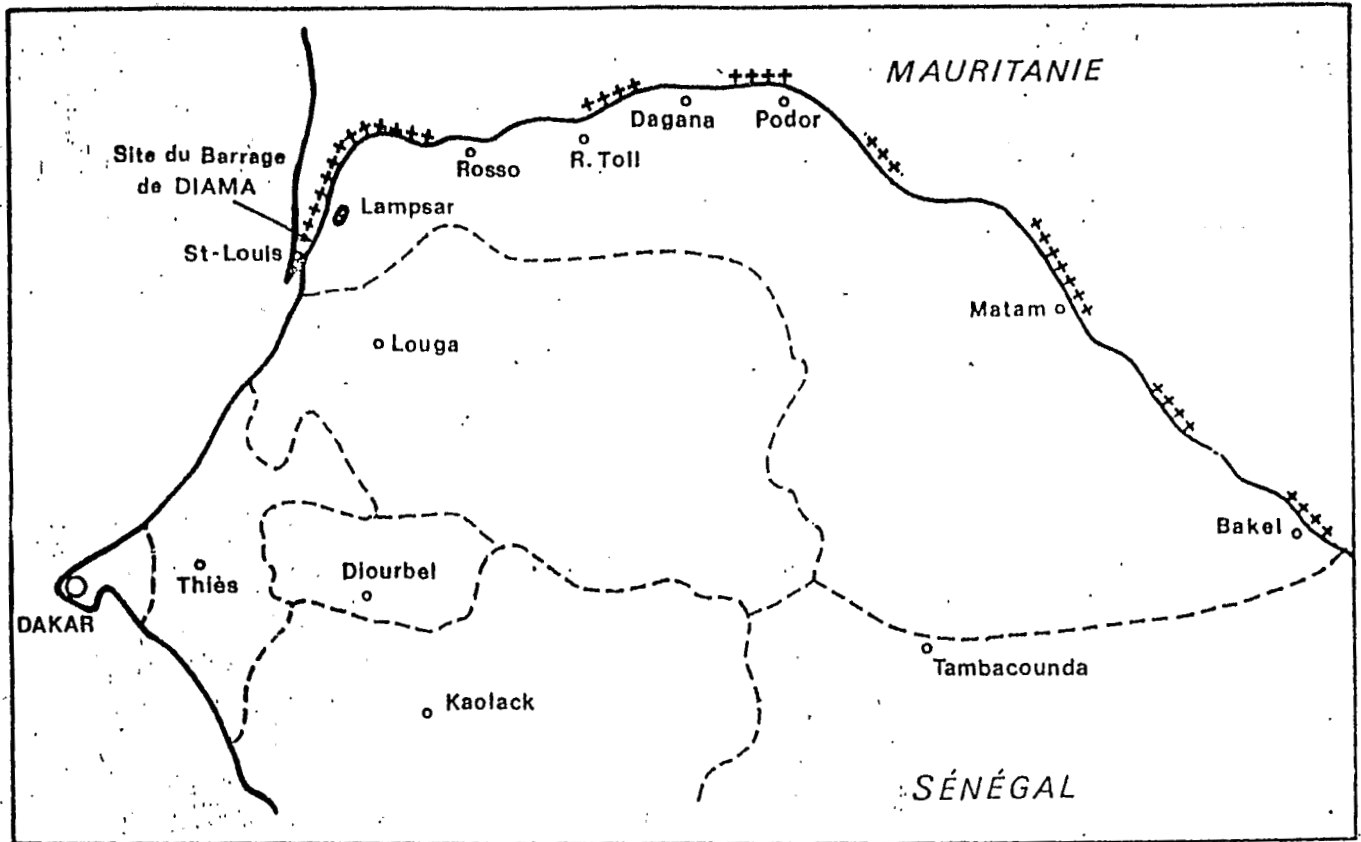 MAURITANIE
Dagana
Podor
Site du Barrage
de DIAMA
Rosso
R. Toll
Lampsar
St-Louis
Matam
Louga
Bakel
Thiès
Diourbel
DAKAR
Tambacounda
Kaolack
SÉNÉGAL